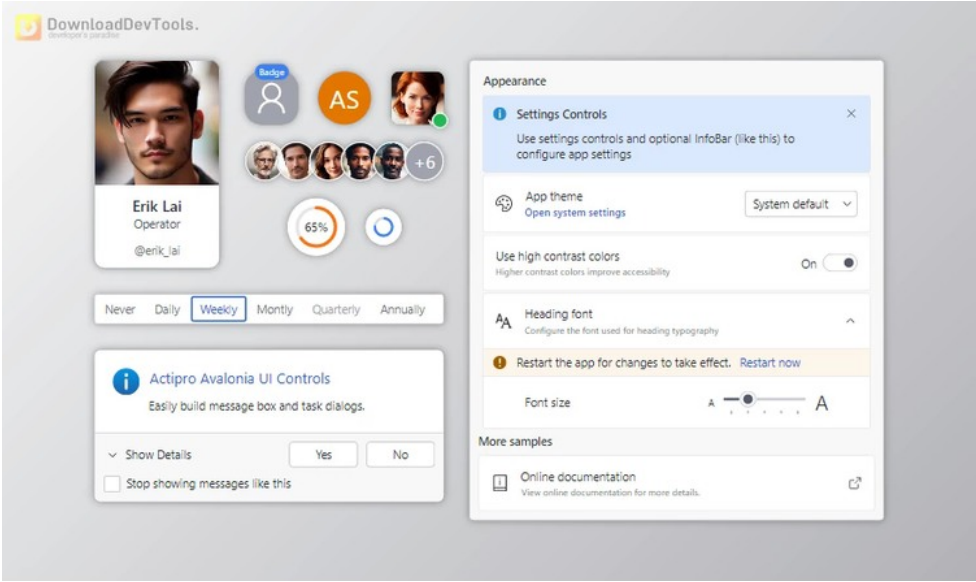 DownloadDevTools.
developer's paradise
Badge
AS
+6
Erik Lai
Operator
@erik_lai
65%
Never Daily Weekly Montly Quarterly Annually
Actipro Avalonia UI Controls
Easily build message box and task dialogs.
Show Details Yes No
Stop showing messages like this
Appearance
Settings Controls
Use settings controls and optional InfoBar (like this) to
configure app settings
App theme
Open system settings
System default
Use high contrast colors
Higher contrast colors improve accessibility
On
AA Heading font
Configure the font used for heading typography
Restart the app for changes to take effect. Restart now
Font size A A
More samples
Online documentation
View online documentation for more details.